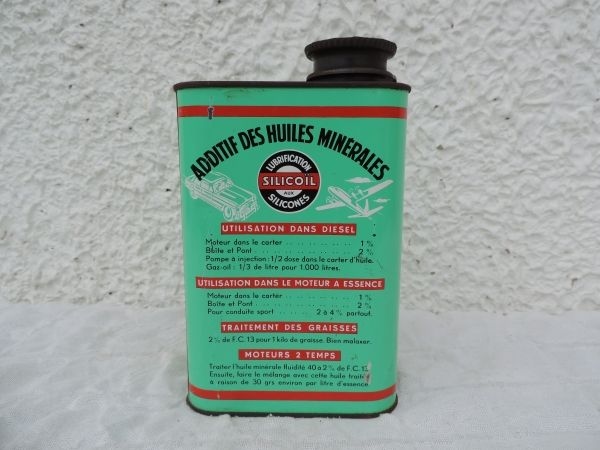 ADDITIF DES HUILES MINÉRALES
LUBRIFICATION
SILICOÏL
AUX
SILICONES
UTILISATION DANS DIESEL
Moteur dans le carter .. .. .. .. .. .. 1 %
Boîte et Pont .. .. .. .. .. .. 2 %
Pompe à injection : 1/2 dose dans le carter d'huile.
Gaz-oil : 1/3 de litre pour 1.000 litres.
UTILISATION DANS LE MOTEUR A ESSENCE
Moteur dans le carter .. .. .. .. .. 1 %
Boîte et Pont .. .. .. .. .. 2 %
Pour conduite sport .. .. 2 à 4 % partout.
TRAITEMENT DES GRAISSES
2 % de F.C. 13 pour 1 kilo de graisse. Bien malaxer.
MOTEURS 2 TEMPS
Traiter l'huile minérale fluidité 40 à 2 % de F.C. 13.
Ensuite, faire le mélange avec cette huile traitée
à raison de 30 grs environ par litre d'essence.